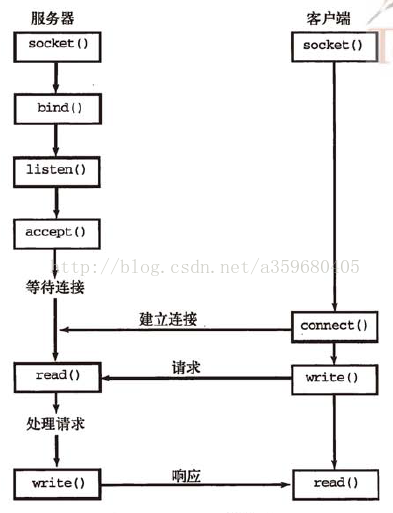 服务器 客户端
socket() socket()
bind()
listen()
accept()
http://blog.csdn.net/a359680405
等待连接
建立连接 connect()
read() 请求 write()
处理请求
write() 响应 read()